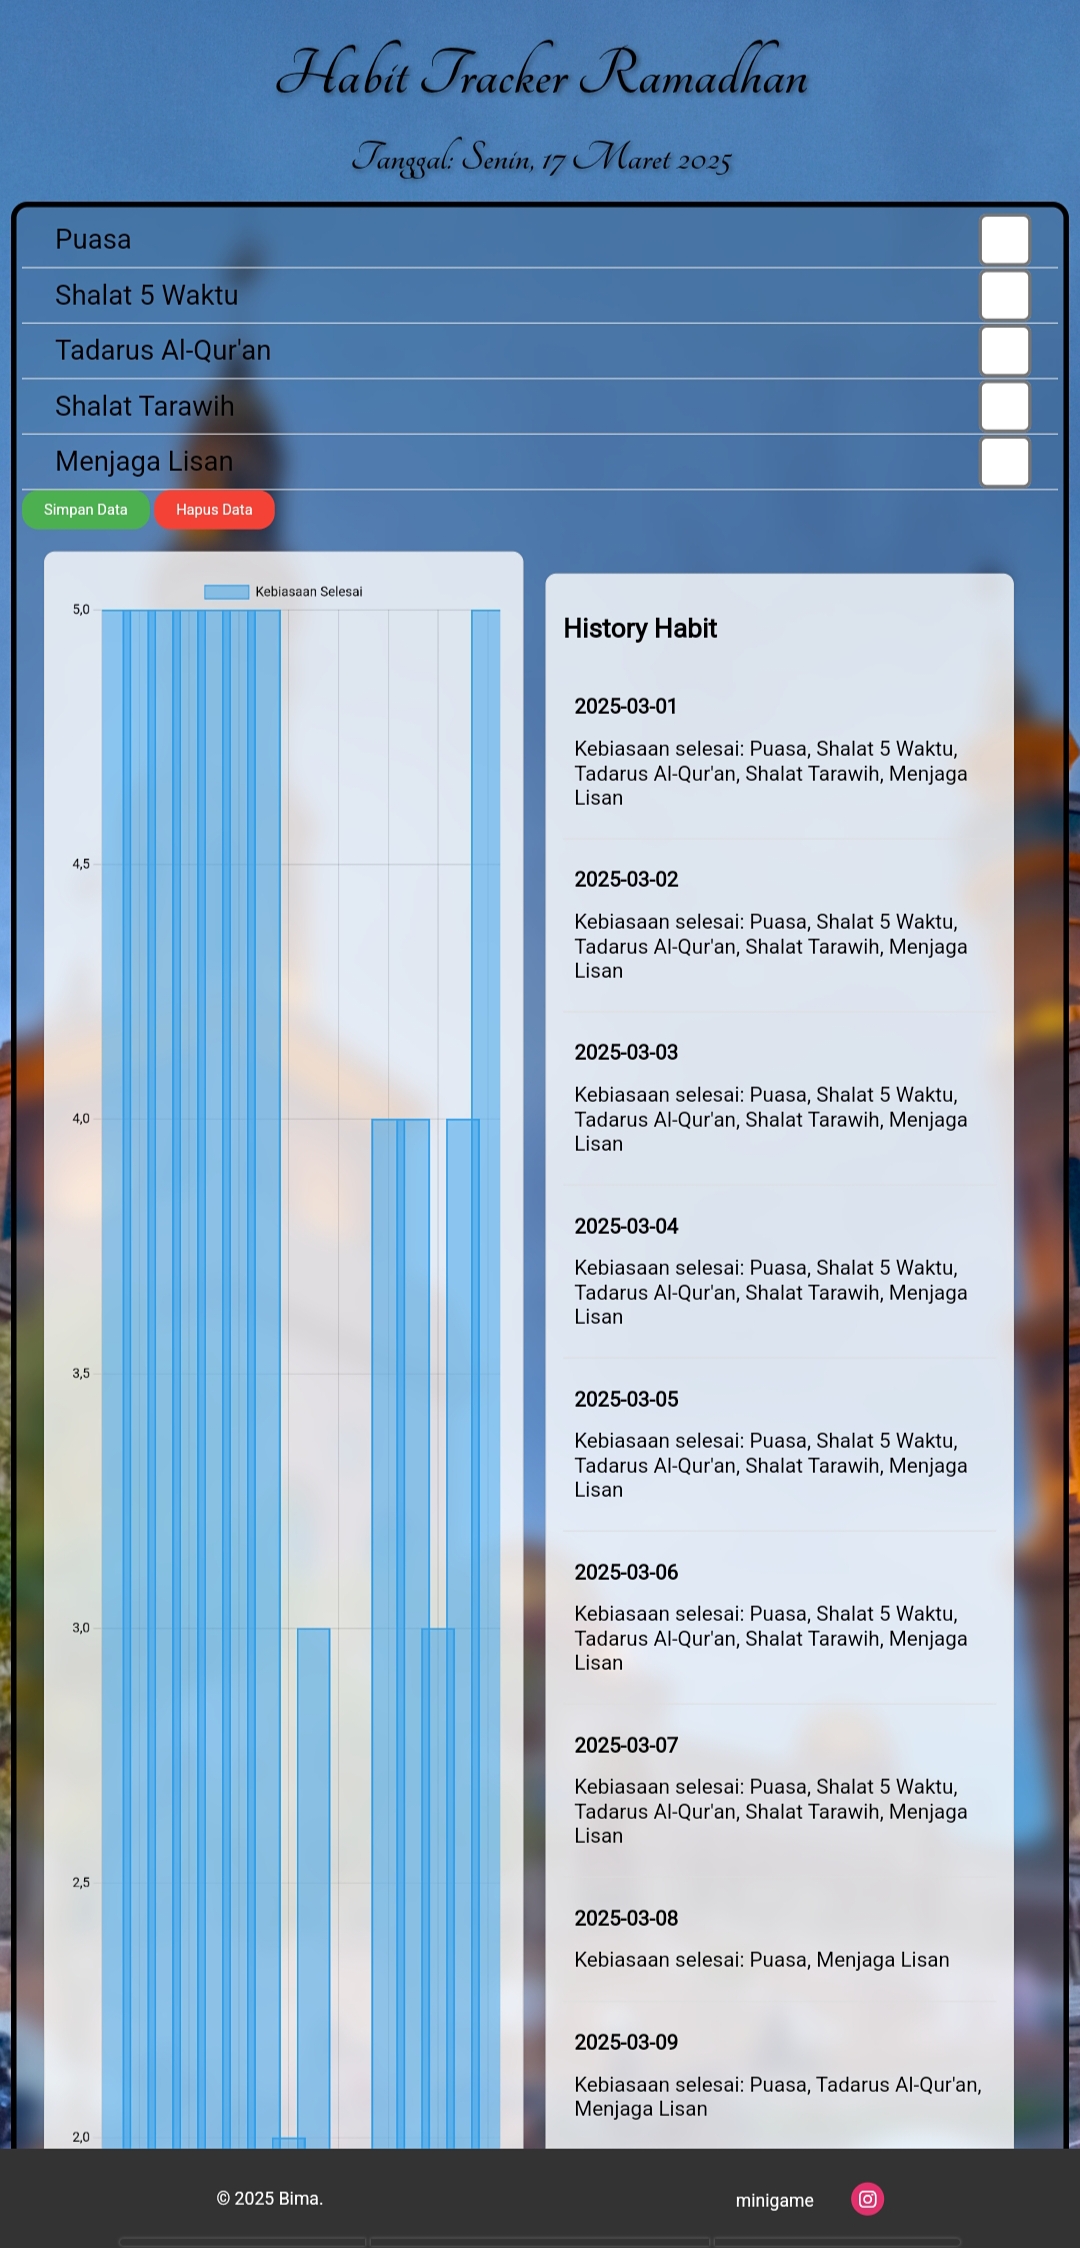 Habit Tracker Ramadhan
Tanggal: Senin, 17 Maret 2025
Puasa
Shalat 5 Waktu
Tadarus Al-Qur'an
Shalat Tarawih
Menjaga Lisan
Simpan Data
Hapus Data
Kebiasaan Selesai
5,0
4,5
4,0
3,5
3,0
2,5
2,0
History Habit
2025-03-01
Kebiasaan selesai: Puasa, Shalat 5 Waktu,
Tadarus Al-Qur'an, Shalat Tarawih, Menjaga
Lisan
2025-03-02
Kebiasaan selesai: Puasa, Shalat 5 Waktu,
Tadarus Al-Qur'an, Shalat Tarawih, Menjaga
Lisan
2025-03-03
Kebiasaan selesai: Puasa, Shalat 5 Waktu,
Tadarus Al-Qur'an, Shalat Tarawih, Menjaga
Lisan
2025-03-04
Kebiasaan selesai: Puasa, Shalat 5 Waktu,
Tadarus Al-Qur'an, Shalat Tarawih, Menjaga
Lisan
2025-03-05
Kebiasaan selesai: Puasa, Shalat 5 Waktu,
Tadarus Al-Qur'an, Shalat Tarawih, Menjaga
Lisan
2025-03-06
Kebiasaan selesai: Puasa, Shalat 5 Waktu,
Tadarus Al-Qur'an, Shalat Tarawih, Menjaga
Lisan
2025-03-07
Kebiasaan selesai: Puasa, Shalat 5 Waktu,
Tadarus Al-Qur'an, Shalat Tarawih, Menjaga
Lisan
2025-03-08
Kebiasaan selesai: Puasa, Menjaga Lisan
2025-03-09
Kebiasaan selesai: Puasa, Tadarus Al-Qur'an,
Menjaga Lisan
© 2025 Bima.
minigame